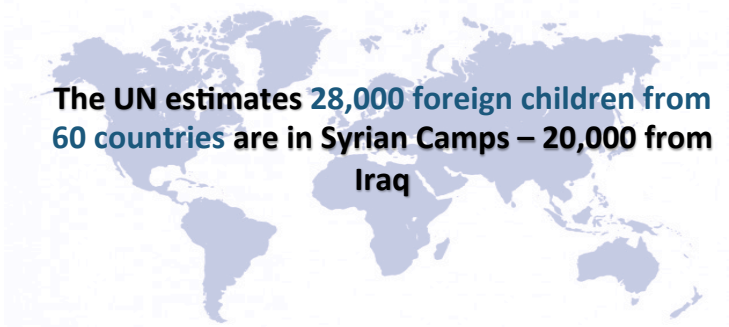 The UN estimates 28,000 foreign children from
60 countries are in Syrian Camps – 20,000 from
Iraq